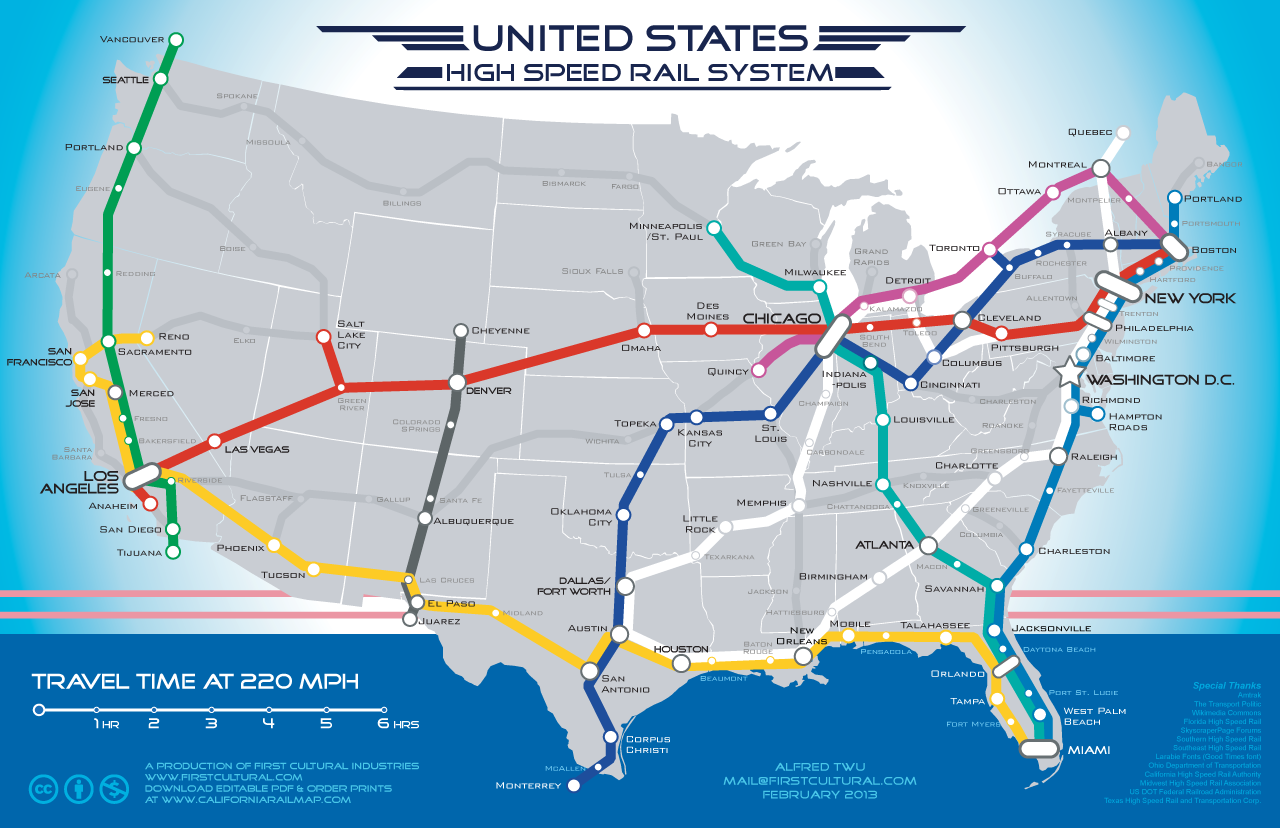 UNITED STATES
HIGH SPEED RAIL SYSTEM
VANCOUVER
SEATTLE
SPOKANE
PORTLAND
MISSOULA
EUGENE
BILLINGS
BISMARCK
FARGO
BOISE
ARCATA
REDDING
MINNEAPOLIS
/ST. PAUL
GREEN BAY
SIOUX FALLS
MILWAUKEE
GRAND
RAPIDS
DETROIT
KALAMAZOO
QUEBEC
MONTREAL
BANGOR
OTTAWA
MONTPELIER
PORTLAND
PORTSMOUTH
TORONTO
SYRACUSE
ALBANY
BOSTON
ROCHESTER
BUFFALO
PROVIDENCE
HARTFORD
NEW YORK
ALLENTOWN
TRENTON
PHILADELPHIA
WILMINGTON
BALTIMORE
WASHINGTON D.C.
RICHMOND
HAMPTON
ROADS
RENO
SAN
FRANCISCO
SACRAMENTO
ELKO
SALT
LAKE
CITY
CHEYENNE
OMAHA
DES
MOINES
CHICAGO
SOUTH
BEND
TOLEDO
CLEVELAND
PITTSBURGH
COLUMBUS
CINCINNATI
INDIANA
-POLIS
QUINCY
CHAMPAIGN
CHARLESTON
ROANOKE
SAN
JOSE
MERCED
FRESNO
BAKERSFIELD
SANTA
BARBARA
GREEN
RIVER
DENVER
COLORADO
SPRINGS
LAS VEGAS
LOS
ANGELES
RIVERSIDE
ANAHEIM
SAN DIEGO
TIJUANA
FLAGSTAFF
GALLUP
SANTA FE
ALBUQUERQUE
PHOENIX
TUCSON
LAS CRUCES
EL PASO
JUAREZ
MIDLAND
TOPEKA
KANSAS
CITY
ST.
LOUIS
WICHITA
TULSA
OKLAHOMA
CITY
CARBONDALE
LOUISVILLE
NASHVILLE
KNOXVILLE
CHATTANOOGA
GREENSBORO
RALEIGH
CHARLOTTE
FAYETTEVILLE
GREENVILLE
COLUMBIA
CHARLESTON
MEMPHIS
LITTLE
ROCK
TEXARKANA
ATLANTA
MACON
SAVANNAH
BIRMINGHAM
JACKSON
HATTIESBURG
DALLAS/
FORT WORTH
AUSTIN
HOUSTON
BEAUMONT
BATON
ROUGE
NEW
ORLEANS
MOBILE
PENSACOLA
TALAHASSEE
JACKSONVILLE
DAYTONA BEACH
ORLANDO
TAMPA
FORT MYERS
PORT ST. LUCIE
WEST PALM
BEACH
MIAMI
SAN
ANTONIO
CORPUS
CHRISTI
MCALLEN
MONTERREY
TRAVEL TIME AT 220 MPH
1 HR 2 3 4 5 6 HRS
CC
A PRODUCTION OF FIRST CULTURAL INDUSTRIES
WWW.FIRSTCULTURAL.COM
DOWNLOAD EDITABLE PDF & ORDER PRINTS
AT WWW.CALIFORNIARAILMAP.COM
ALFRED TWU
MAIL@FIRSTCULTURAL.COM
FEBRUARY 2013
Special Thanks
Amtrak
The Transport Politic
Wikimedia Commons
Florida High Speed Rail
SkyscraperPage Forums
Southern High Speed Rail
Southeast High Speed Rail
Larabie Fonts (Good Times font)
Ohio Department of Transportation
California High Speed Rail Authority
Midwest High Speed Rail Association
US DOT Federal Railroad Administration
Texas High Speed Rail and Transportation Corp.